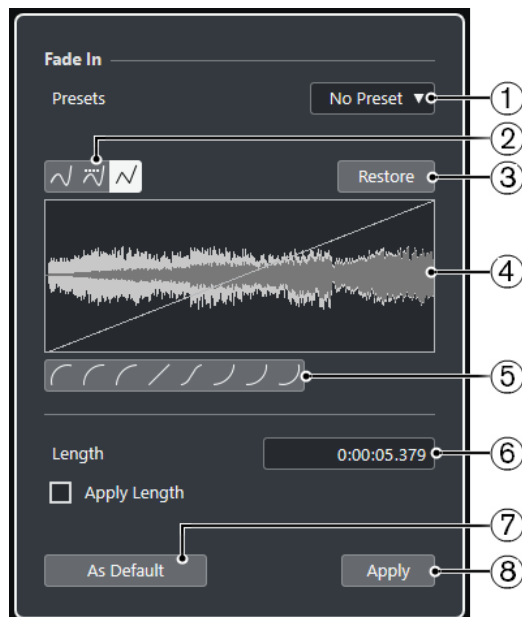 Fade In
Presets
No Preset ▼
①
②
Restore
③
④
⑤
Length
0:00:05.379
⑥
Apply Length
⑦
As Default
Apply
⑧